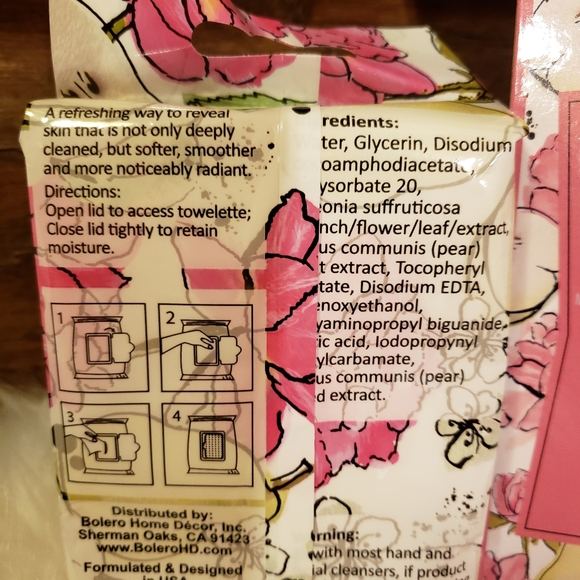 A refreshing way to reveal
skin that is not only deeply
cleaned, but softer, smoother
and more noticeably radiant.
Directions:
Open lid to access towelette;
Close lid tightly to retain
moisture.
1
2
3
4
Distributed by:
Bolero Home Décor, Inc.
Sherman Oaks, CA 91423
www.BoleroHD.com
Formulated & Designed
in USA
redients:
ter, Glycerin, Disodium
oamphodiacetate,
ysorbate 20,
onia suffruticosa
nch/flower/leaf/extract,
us communis (pear)
t extract, Tocopheryl
tate, Disodium EDTA,
enoxyethanol,
yaminopropyl biguanide,
ric acid, Iodopropynyl
ylcarbamate,
us communis (pear)
d extract.
rning:
with most hand and
ial cleansers, if product